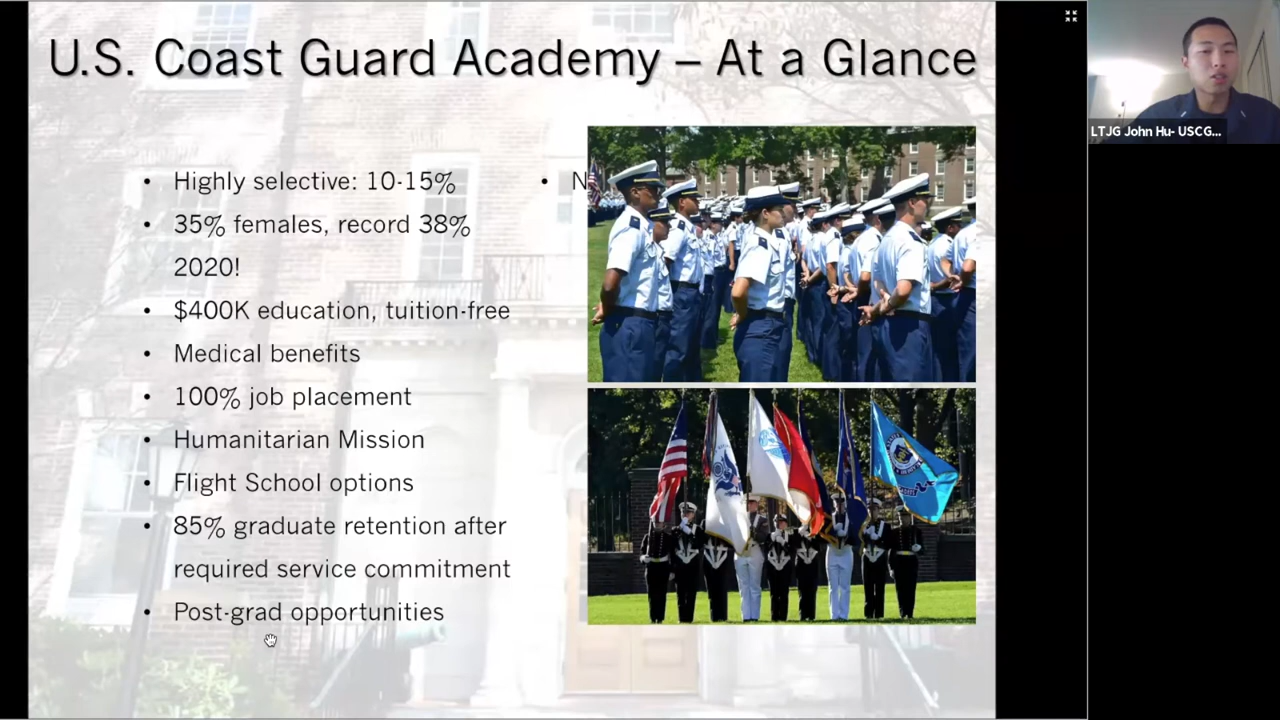 U.S. Coast Guard Academy – At a Glance
• Highly selective: 10-15%
• 35% females, record 38%
2020!
• $400K education, tuition-free
• Medical benefits
• 100% job placement
• Humanitarian Mission
• Flight School options
• 85% graduate retention after
required service commitment
• Post-grad opportunities
• N
LTJG John Hu- USCG...